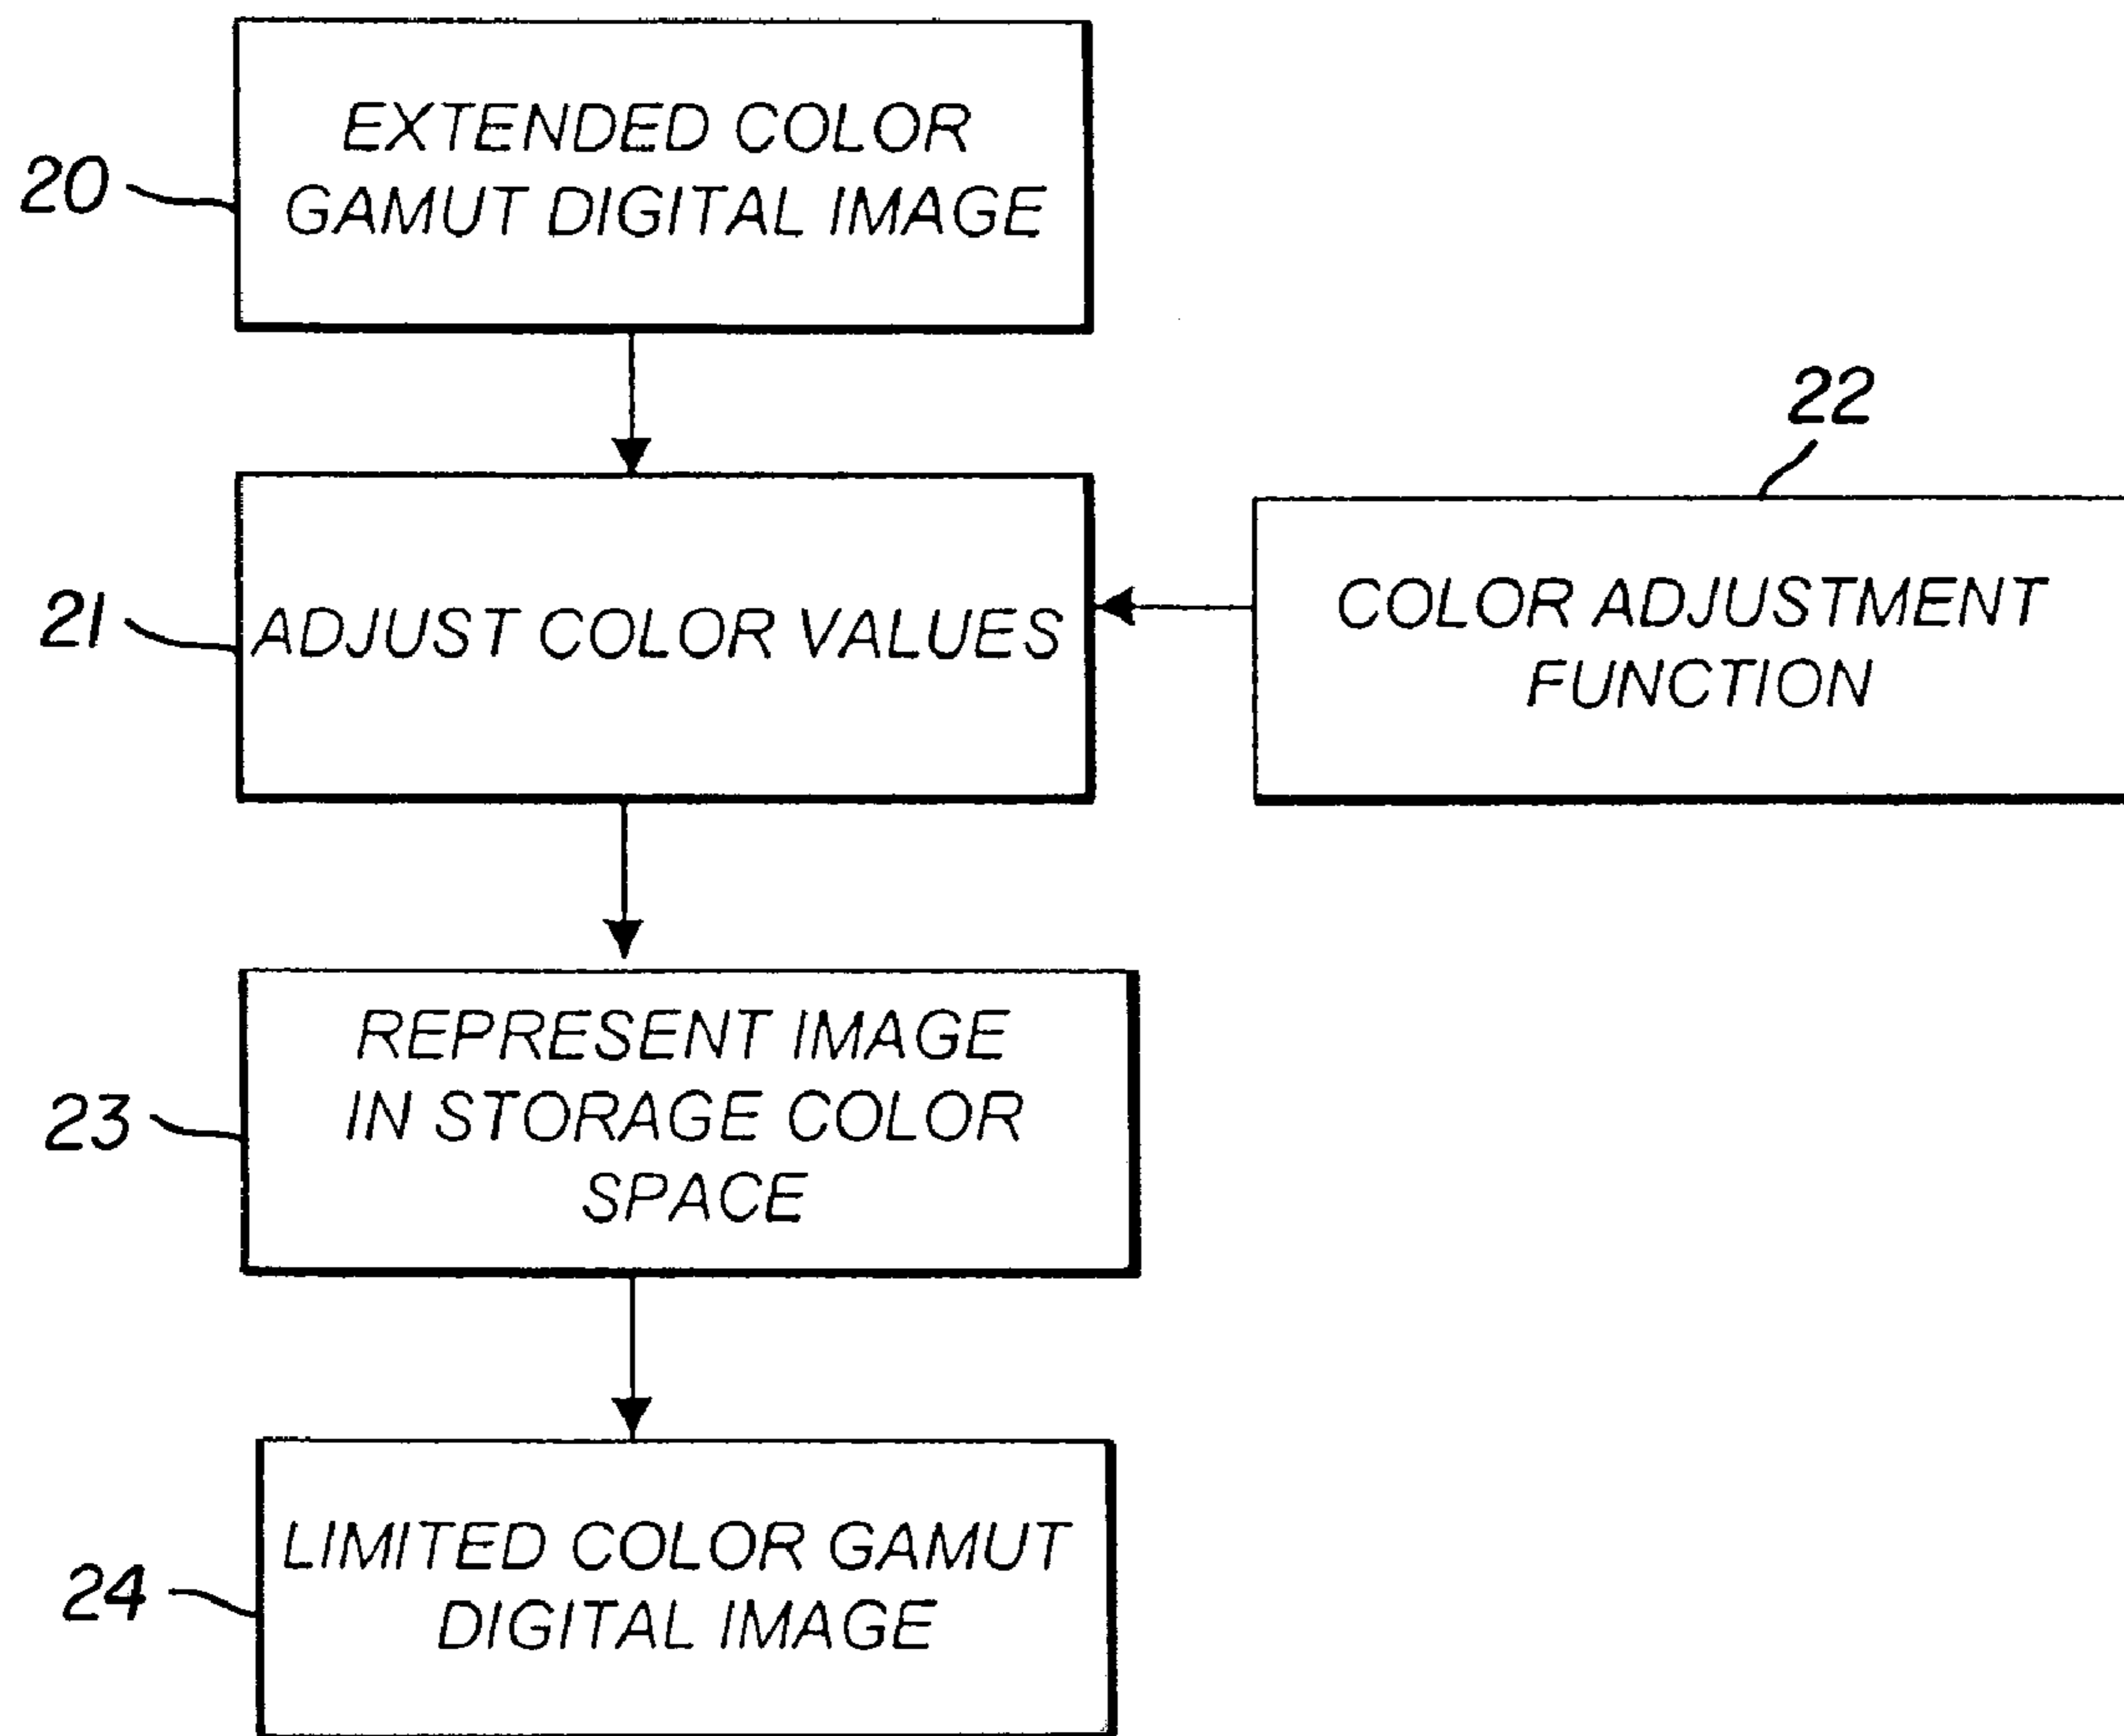 EXTENDED COLOR
GAMUT DIGITAL IMAGE
20
22
21
ADJUST COLOR VALUES
COLOR ADJUSTMENT
FUNCTION
REPRESENT IMAGE
IN STORAGE COLOR
SPACE
23
LIMITED COLOR GAMUT
DIGITAL IMAGE
24